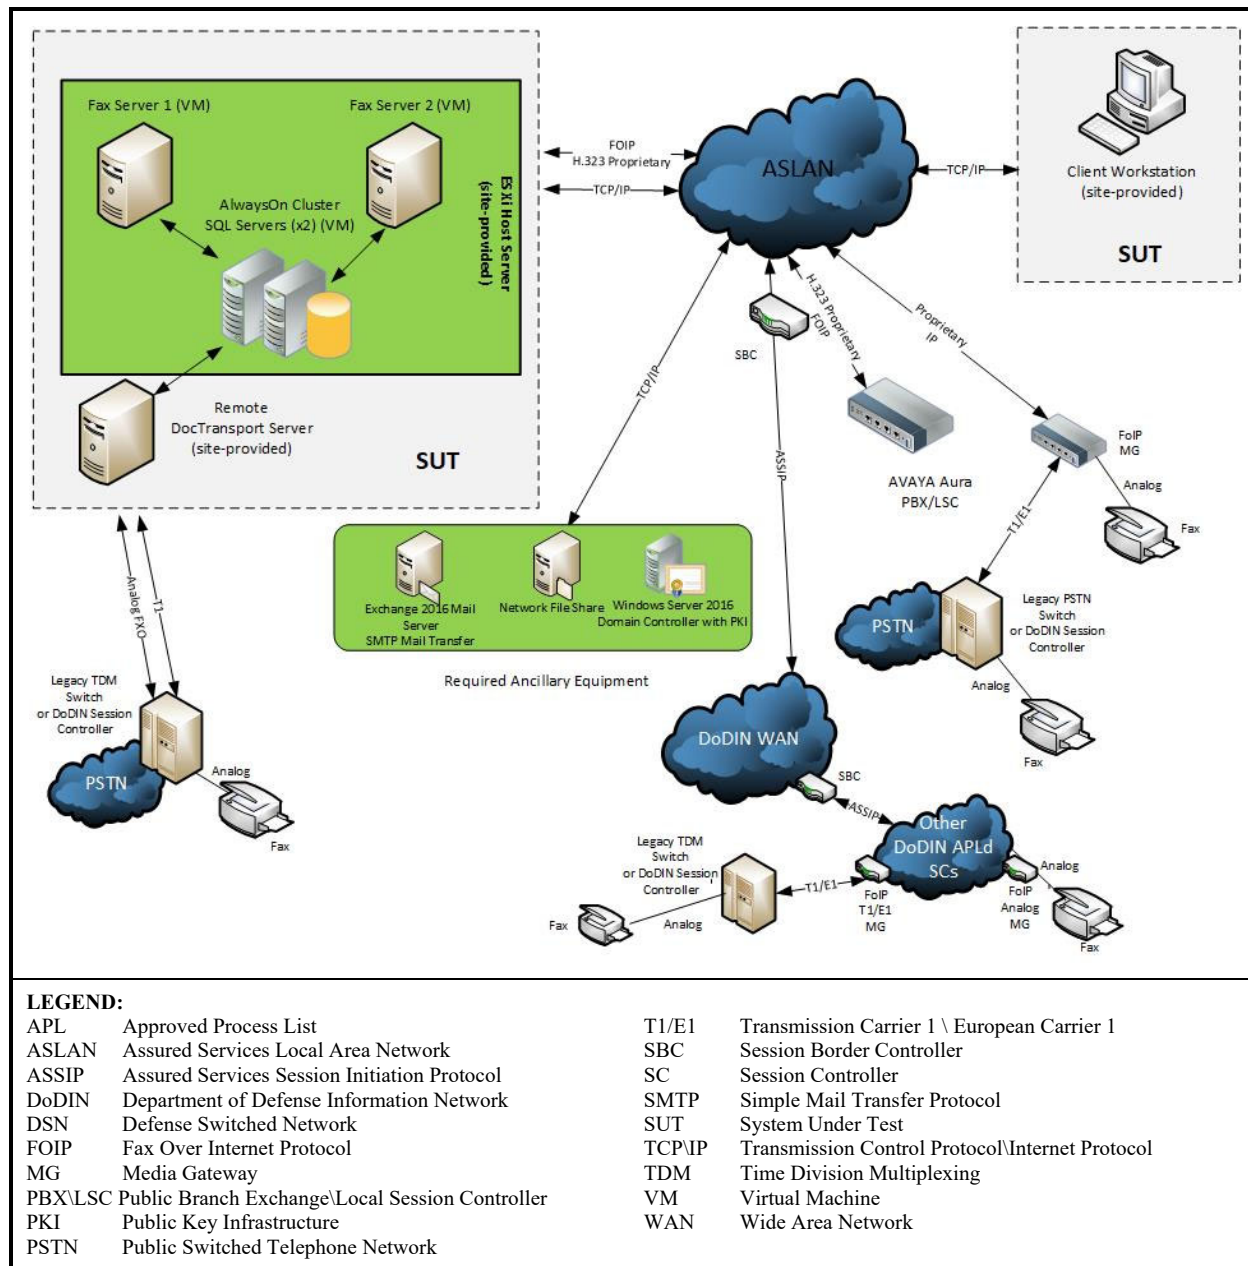 Fax Server 1 (VM)
Fax Server 2 (VM)
AlwaysOn Cluster
SQL Servers (x2) (VM)
ESXi Host Server
(site-provided)
Remote
DocTransport Server
(site-provided)
SUT
FOIP
H.323 Proprietary
TCP/IP
ASLAN
TCP/IP
Client Workstation
(site-provided)
SUT
SBC
H.323 Proprietary
FOIP
Proprietary
IP
TCP/IP
ASSIP
AVAYA Aura
PBX/LSC
FoIP
MG
Analog
Fax
T1/E1
Analog FXO
T1
Exchange 2016 Mail
Server
SMTP Mail Transfer
Network File Share
Windows Server 2016
Domain Controller with PKI
Required Ancillary Equipment
PSTN
Legacy PSTN
Switch
or DoDIN Session
Controller
Analog
Fax
Legacy TDM
Switch
or DoDIN Session
Controller
PSTN
Analog
Fax
DoDIN WAN
SBC
ASSIP
Other
DoDIN APLd
SCs
Legacy TDM
Switch
or DoDIN Session
Controller
T1/E1
FoIP
T1/E1
MG
FoIP
Analog
MG
Analog
Fax
Fax
Analog
LEGEND:
APL Approved Process List
ASLAN Assured Services Local Area Network
ASSIP Assured Services Session Initiation Protocol
DoDIN Department of Defense Information Network
DSN Defense Switched Network
FOIP Fax Over Internet Protocol
MG Media Gateway
PBX\LSC Public Branch Exchange\Local Session Controller
PKI Public Key Infrastructure
PSTN Public Switched Telephone Network
T1/E1 Transmission Carrier 1 \ European Carrier 1
SBC Session Border Controller
SC Session Controller
SMTP Simple Mail Transfer Protocol
SUT System Under Test
TCP\IP Transmission Control Protocol\Internet Protocol
TDM Time Division Multiplexing
VM Virtual Machine
WAN Wide Area Network